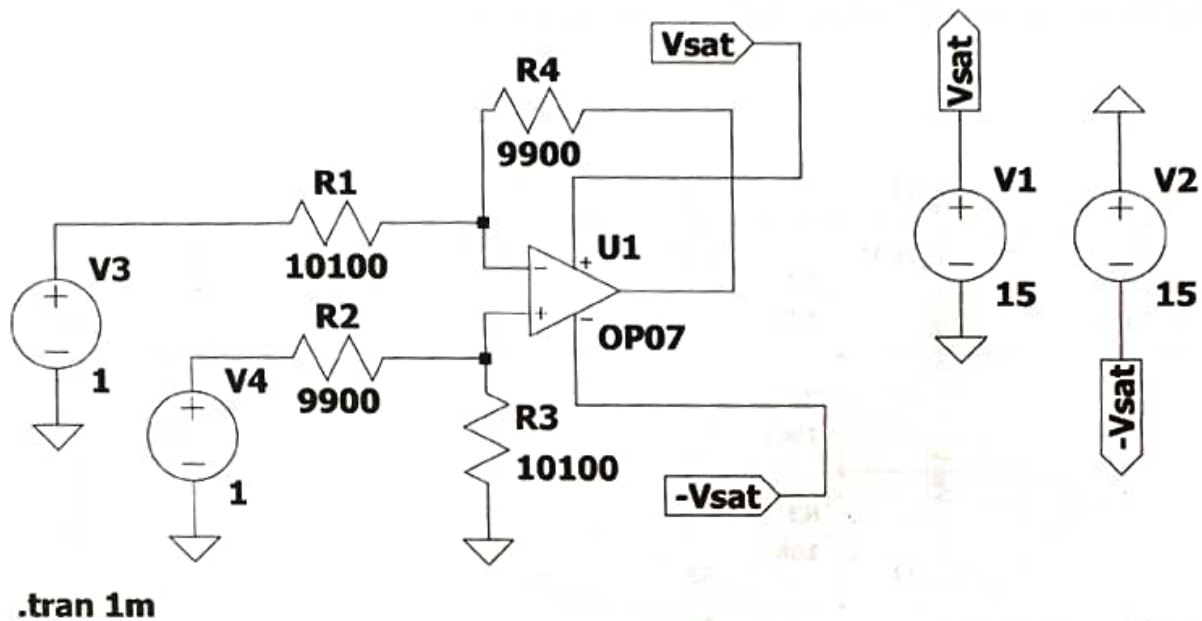 Vsat
R4
9900
R1
10100
V3
1
R2
9900
V4
1
U1
OP07
R3
10100
-Vsat
Vsat
V1
15
V2
15
-Vsat
.tran 1m